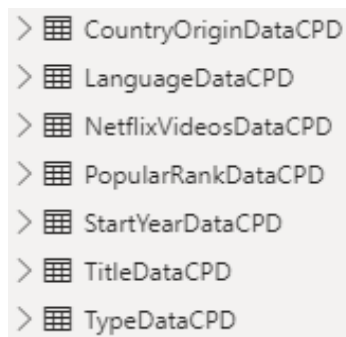 CountryOriginDataCPD
LanguageDataCPD
NetflixVideosDataCPD
PopularRankDataCPD
StartYearDataCPD
TitleDataCPD
TypeDataCPD